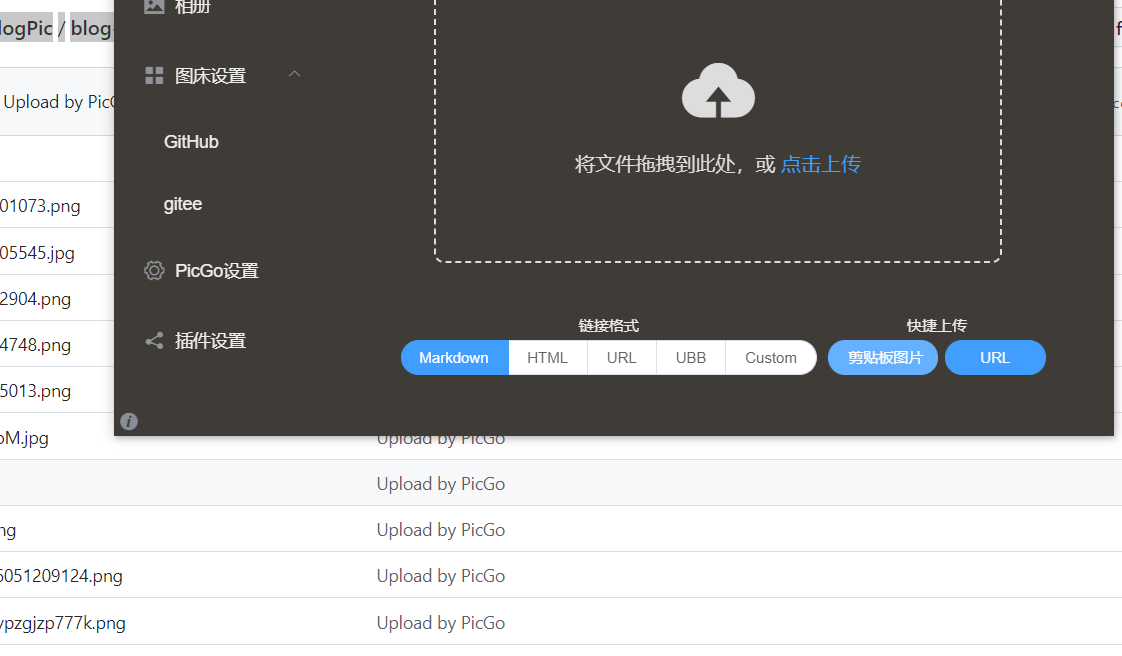 相册
logPic / blog
图床设置
Upload by Pic
GitHub
将文件拖拽到此处，或 点击上传
gitee
01073.png
05545.jpg
PicGo设置
2904.png
链接格式 快捷上传
插件设置
4748.png
Markdown HTML URL UBB Custom 剪贴板图片 URL
5013.png
M.jpg Upload by PicGo
Upload by PicGo
ng Upload by PicGo
5051209124.png Upload by PicGo
ypzgjzp777k.png Upload by PicGo